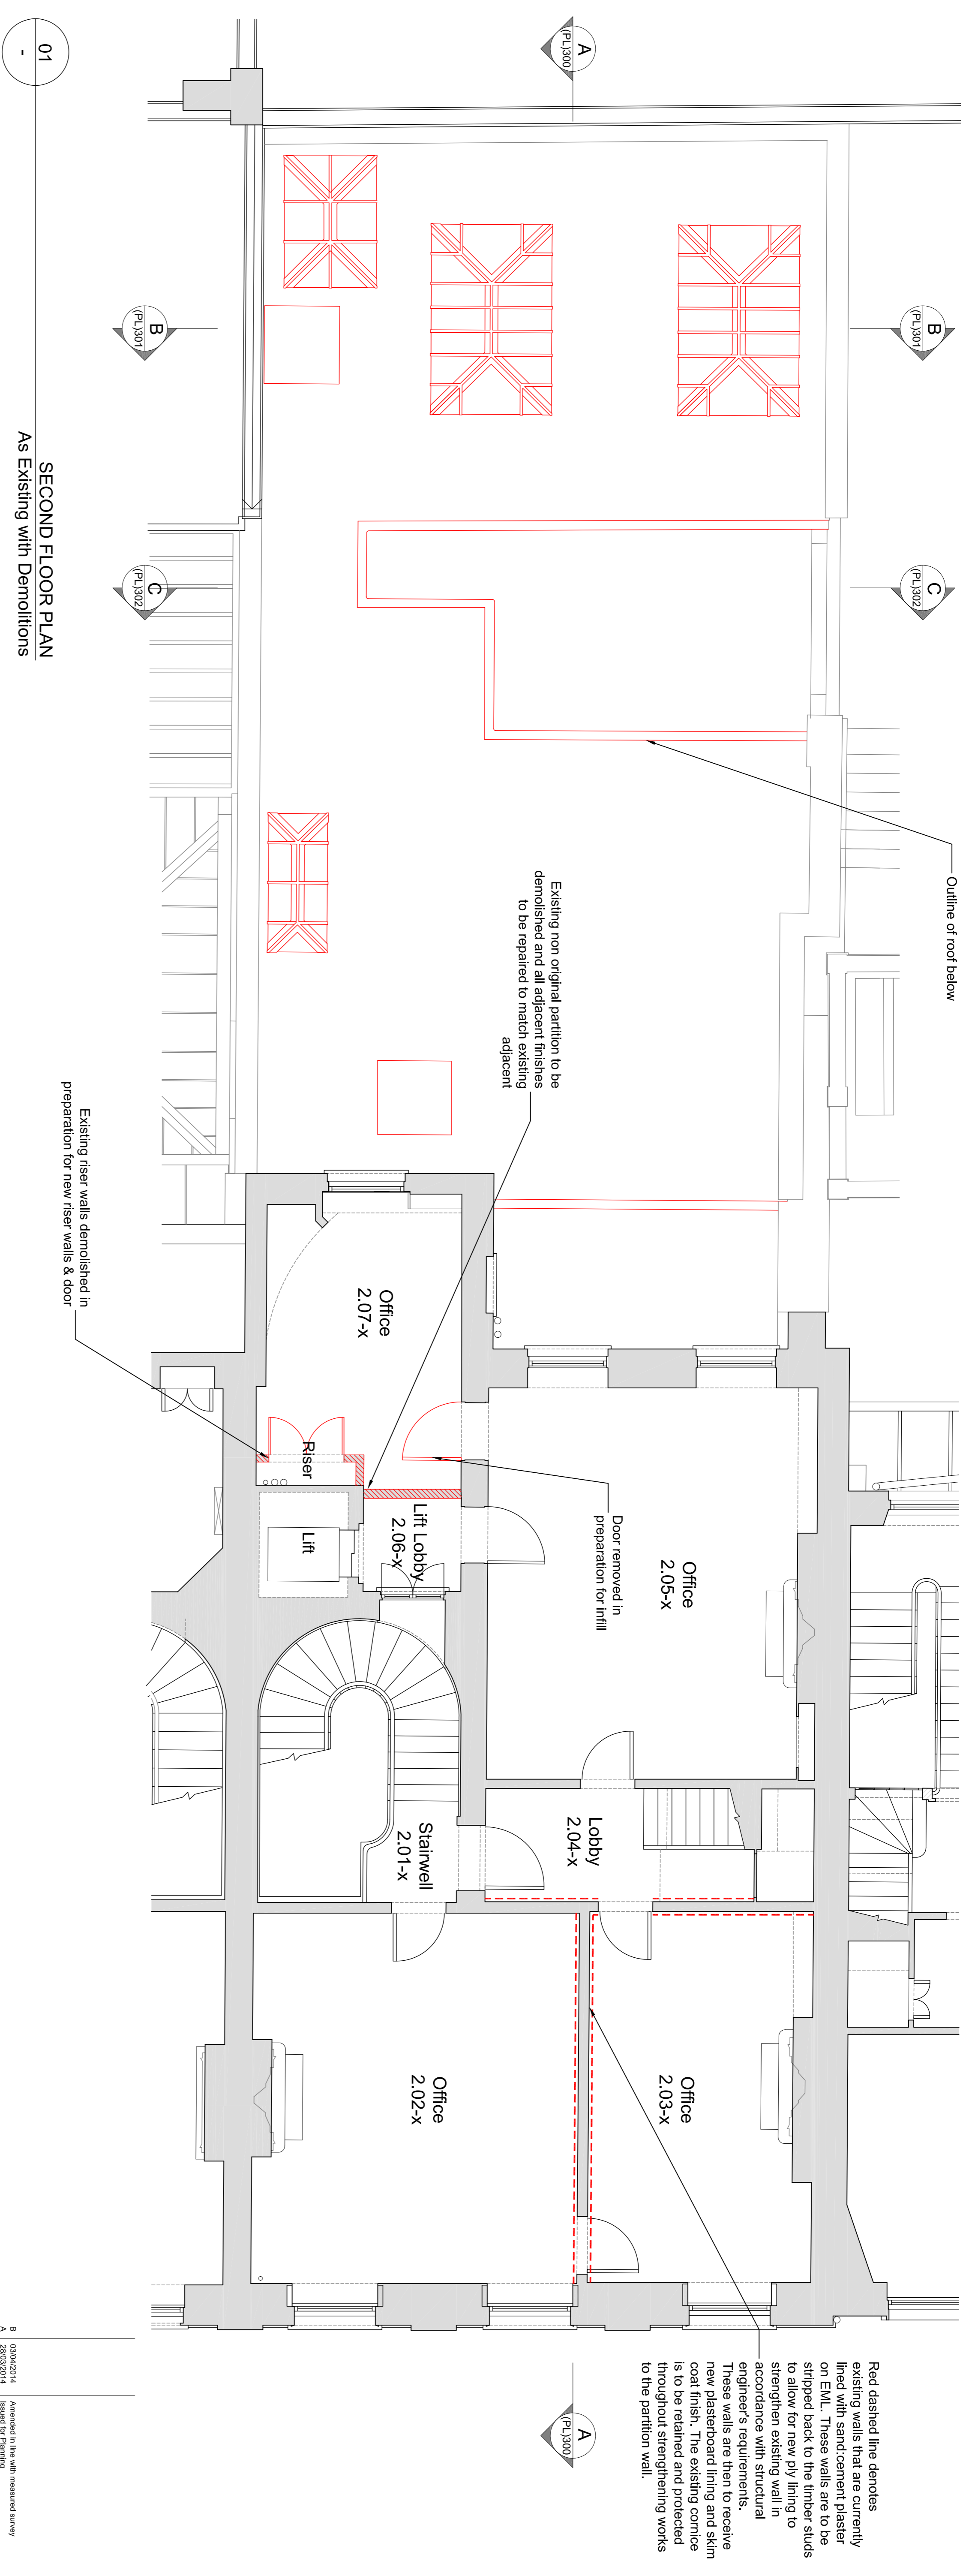 01
-
SECOND FLOOR PLAN
As Existing with Demolitions
A
(PL)300
B
(PL)301
B
(PL)301
C
(PL)302
C
(PL)302
Outline of roof below
Existing non original partition to be
demolished and all adjacent finishes
to be repaired to match existing
adjacent
Existing riser walls demolished in
preparation for new riser walls & door
Office
2.07-x
Riser
Lift
Lift Lobby
2.06-x
Door removed in
preparation for infill
Office
2.05-x
Lobby
2.04-x
Stairwell
2.01-x
Office
2.03-x
Office
2.02-x
A
(PL)300
Red dashed line denotes
existing walls that are currently
lined with sand:cement plaster
on EML. These walls are to be
stripped back to the timber studs
to allow for new ply lining to
strengthen existing wall in
accordance with structural
engineer's requirements.
These walls are then to receive
new plasterboard lining and skim
coat finish. The existing cornice
is to be retained and protected
throughout strengthening works
to the partition wall.
B 03/04/2014 Amended in line with measured survey
A 28/03/2014 Issued for Planning